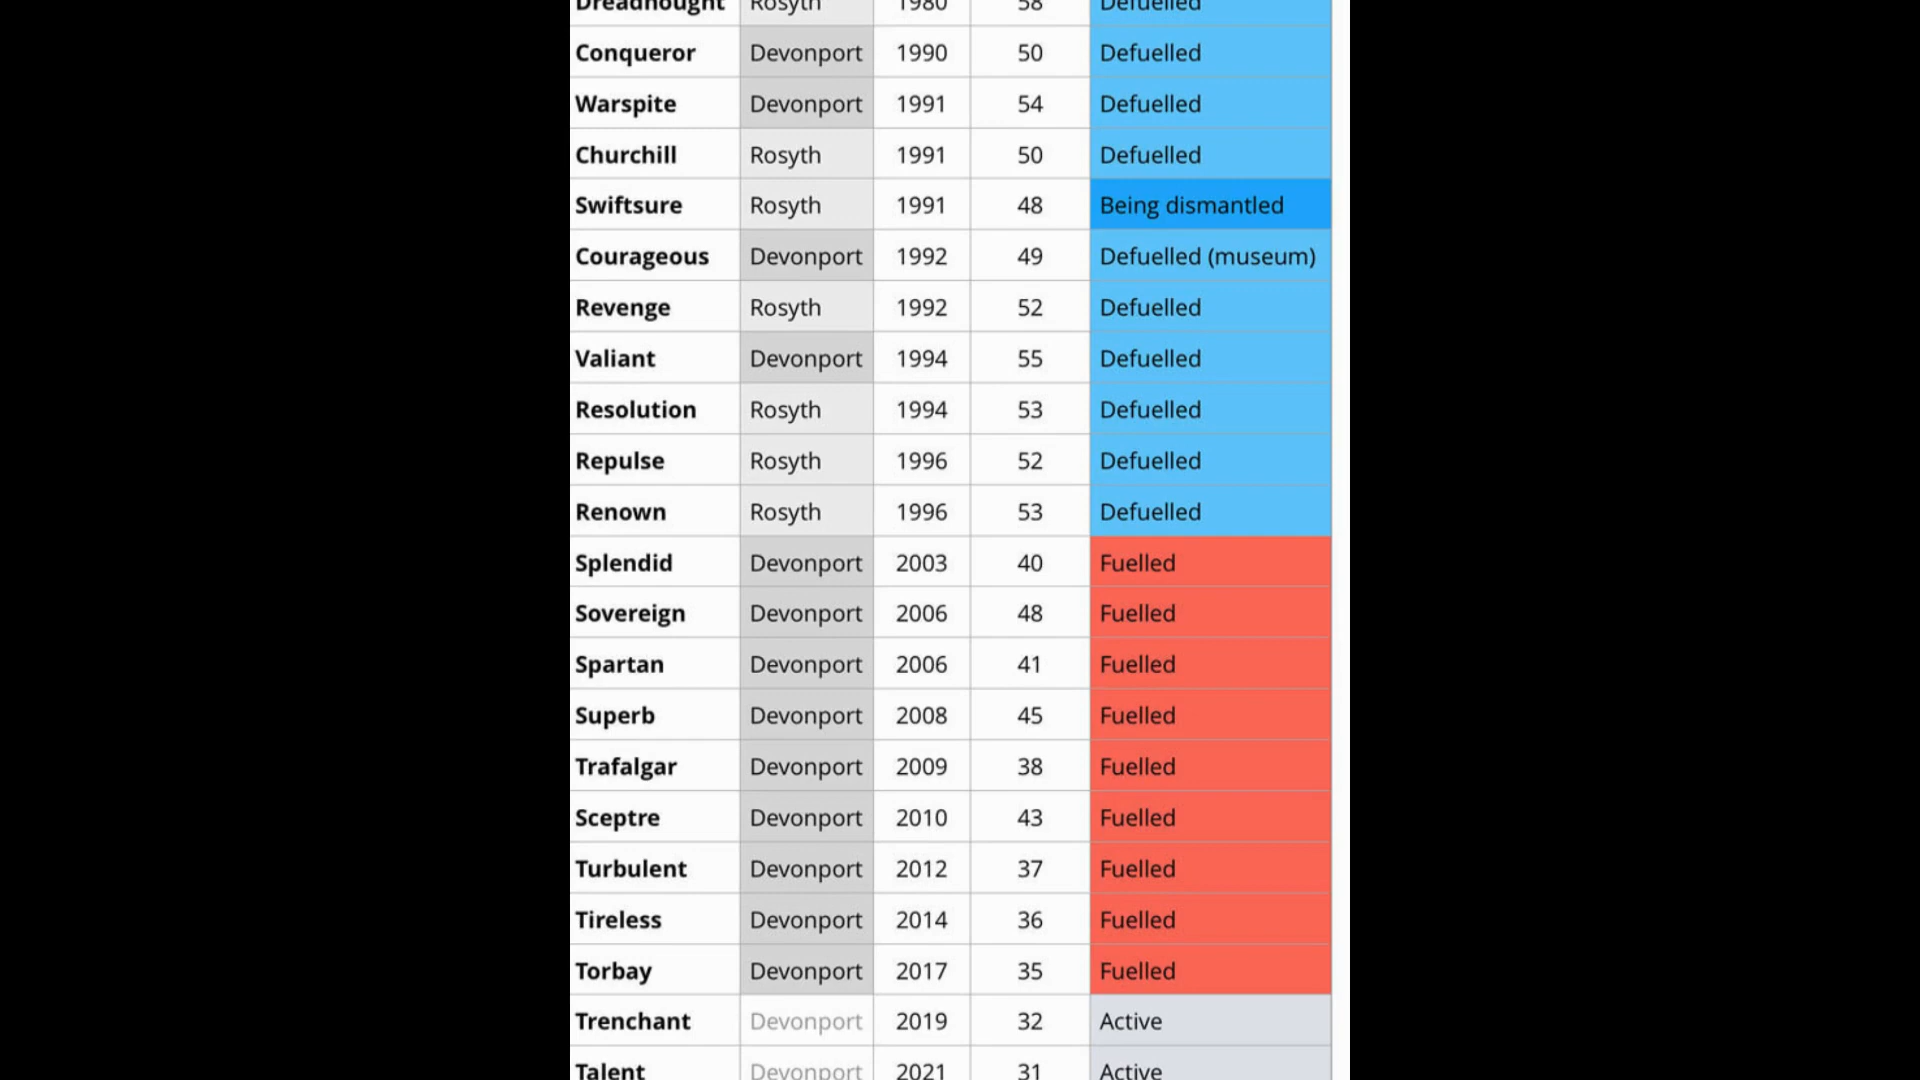 Dreadnought Rosyth 1980 58 Defuelled
Conqueror Devonport 1990 50 Defuelled
Warspite Devonport 1991 54 Defuelled
Churchill Rosyth 1991 50 Defuelled
Swiftsure Rosyth 1991 48 Being dismantled
Courageous Devonport 1992 49 Defuelled (museum)
Revenge Rosyth 1992 52 Defuelled
Valiant Devonport 1994 55 Defuelled
Resolution Rosyth 1994 53 Defuelled
Repulse Rosyth 1996 52 Defuelled
Renown Rosyth 1996 53 Defuelled
Splendid Devonport 2003 40 Fuelled
Sovereign Devonport 2006 48 Fuelled
Spartan Devonport 2006 41 Fuelled
Superb Devonport 2008 45 Fuelled
Trafalgar Devonport 2009 38 Fuelled
Sceptre Devonport 2010 43 Fuelled
Turbulent Devonport 2012 37 Fuelled
Tireless Devonport 2014 36 Fuelled
Torbay Devonport 2017 35 Fuelled
Trenchant Devonport 2019 32 Active
Talent Devonport 2021 31 Active